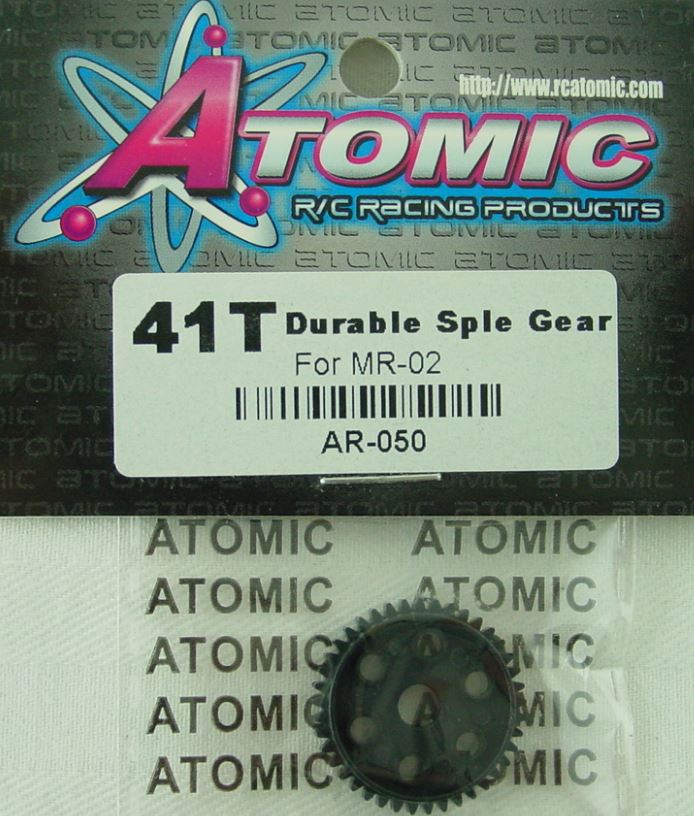 http://www.rcatomic.com
ATOMIC
R/C RACING PRODUCTS
41T Durable Sple Gear
For MR-02
AR-050
ATOMIC ATOMIC
ATOMIC ATOMIC
ATOMIC
ATOMIC
ATOMIC